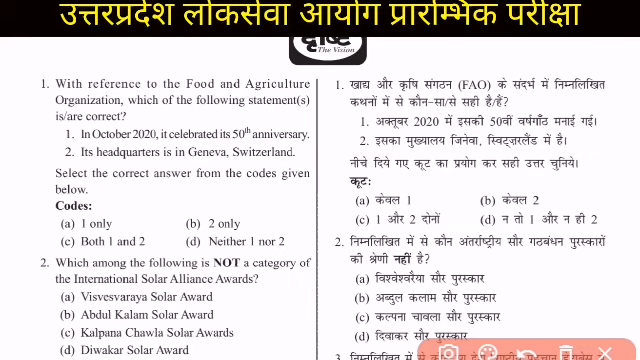 उत्तरप्रदेश लोकसेवा आयोग प्रारम्भिक परीक्षा
दृष्टि
The Vision
1. With reference to the Food and Agriculture
Organization, which of the following statement(s)
is/are correct?
1. In October 2020, it celebrated its 50th anniversary.
2. Its headquarters is in Geneva, Switzerland.
Select the correct answer from the codes given
below.
Codes:
(a) 1 only (b) 2 only
(c) Both 1 and 2 (d) Neither 1 nor 2
2. Which among the following is NOT a category of
the International Solar Alliance Awards?
(a) Visvesvaraya Solar Award
(b) Abdul Kalam Solar Award
(c) Kalpana Chawla Solar Awards
(d) Diwakar Solar Award
1. खाद्य और कृषि संगठन (FAO) के संदर्भ में निम्नलिखित
कथनों में से कौन-सा/से सही है/हैं?
1. अक्तूबर 2020 में इसकी 50वीं वर्षगाँठ मनाई गई।
2. इसका मुख्यालय जिनेवा, स्विट्ज़रलैंड में है।
नीचे दिये गए कूट का प्रयोग कर सही उत्तर चुनिये।
कूटः
(a) केवल 1 (b) केवल 2
(c) 1 और 2 दोनों (d) न तो 1 और न ही 2
2. निम्नलिखित में से कौन अंतर्राष्ट्रीय सौर गठबंधन पुरस्कारों
की श्रेणी नहीं है?
(a) विश्वेश्वरैया सौर पुरस्कार
(b) अब्दुल कलाम सौर पुरस्कार
(c) कल्पना चावला सौर पुरस्कार
(d) दिवाकर सौर पुरस्कार
3. निम्नलिखित में से